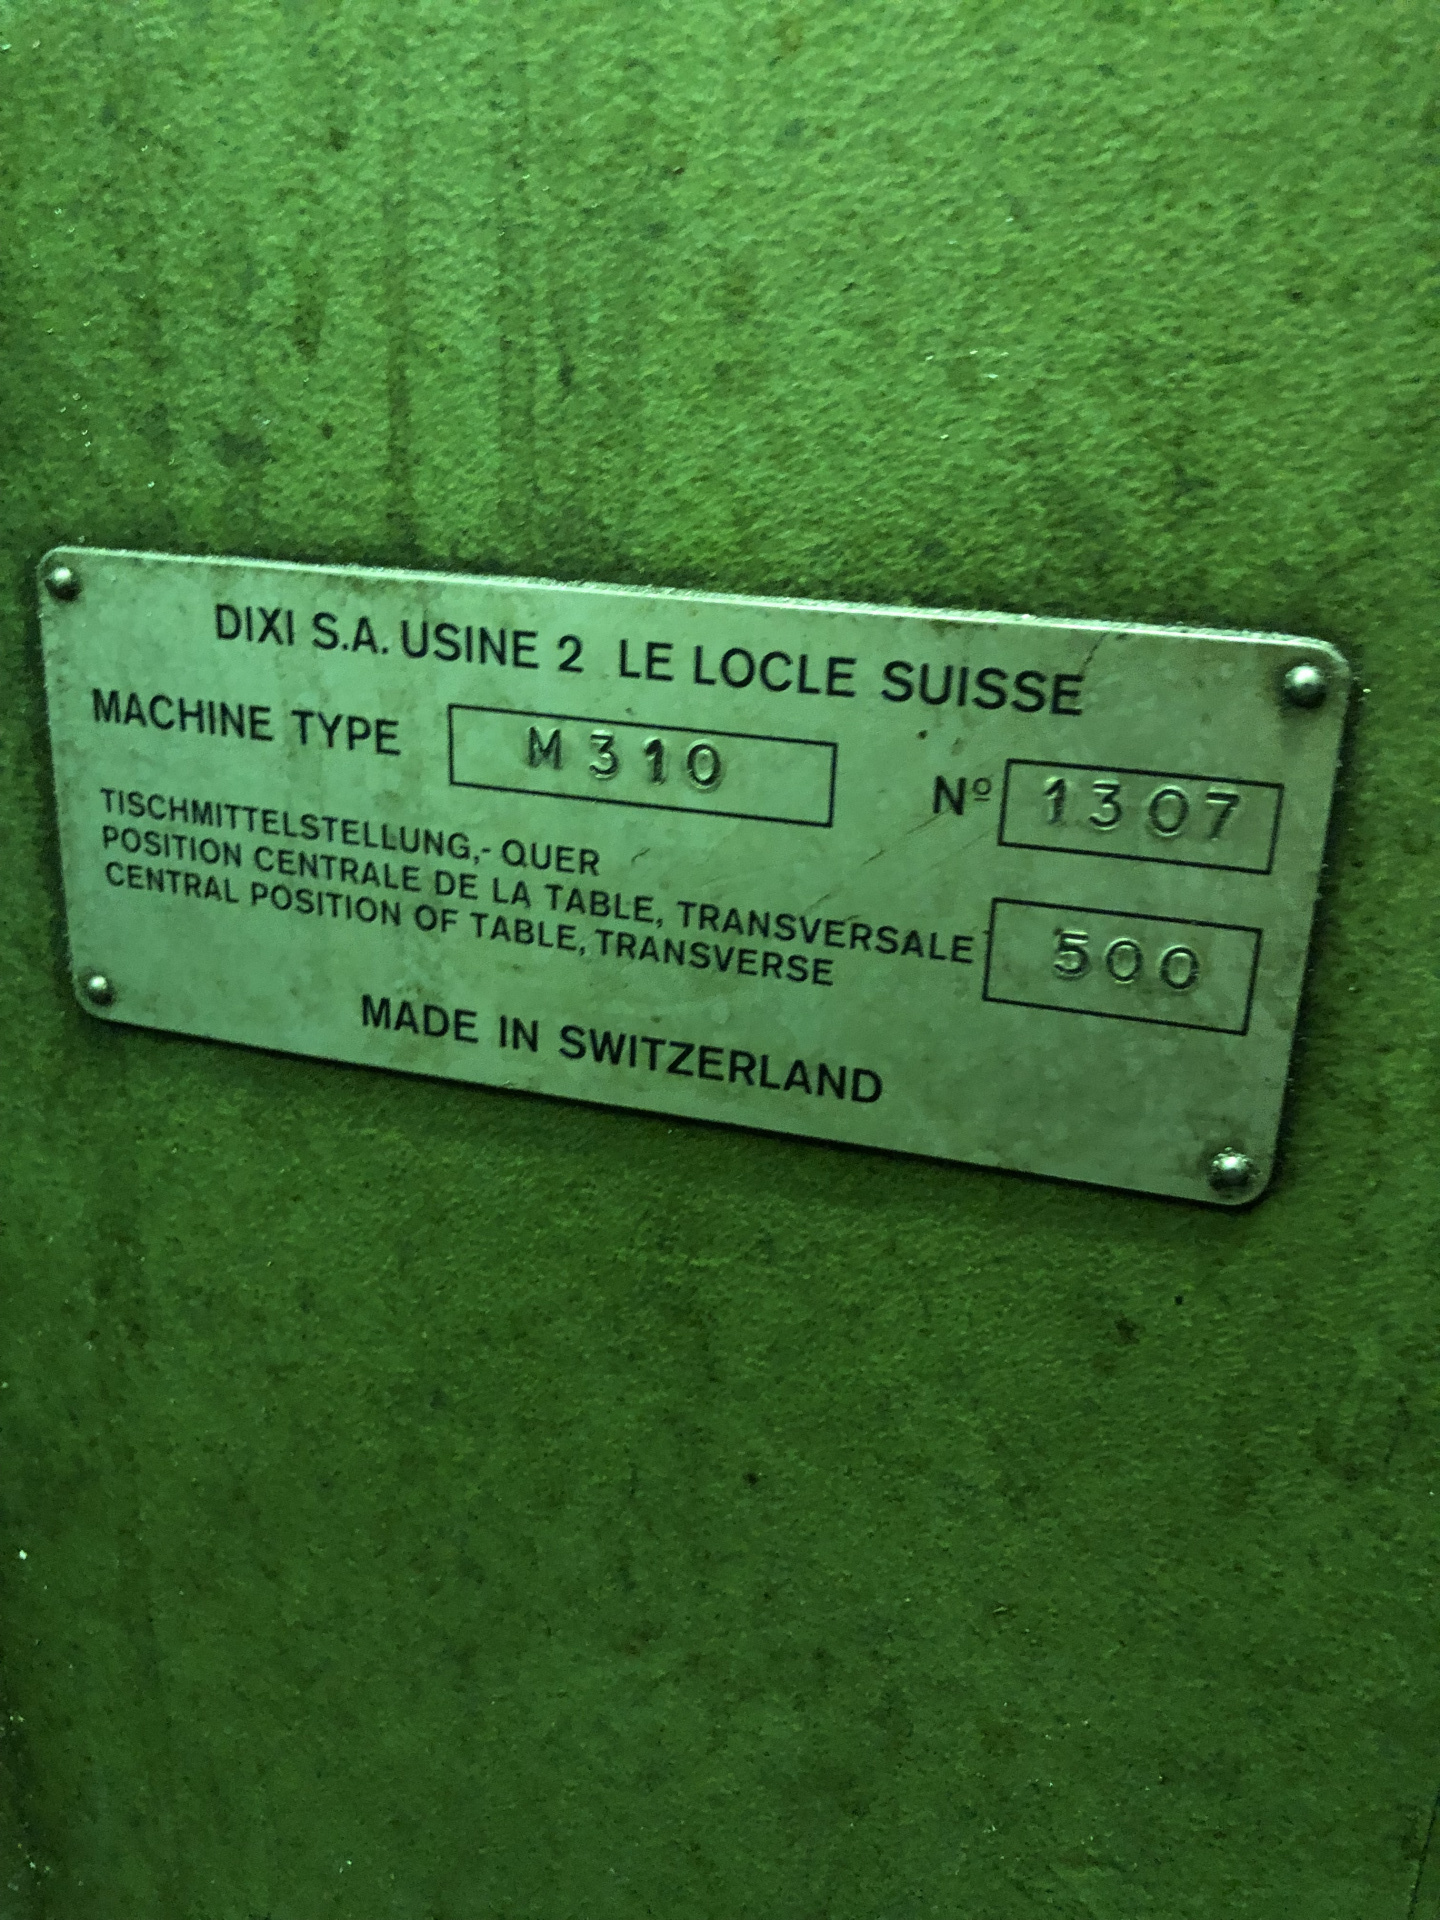 DIXI S.A. USINE 2 LE LOCLE SUISSE
MACHINE TYPE M 310 Nº 1307
TISCHMITTELSTELLUNG,- QUER
POSITION CENTRALE DE LA TABLE, TRANSVERSALE 500
CENTRAL POSITION OF TABLE, TRANSVERSE
MADE IN SWITZERLAND